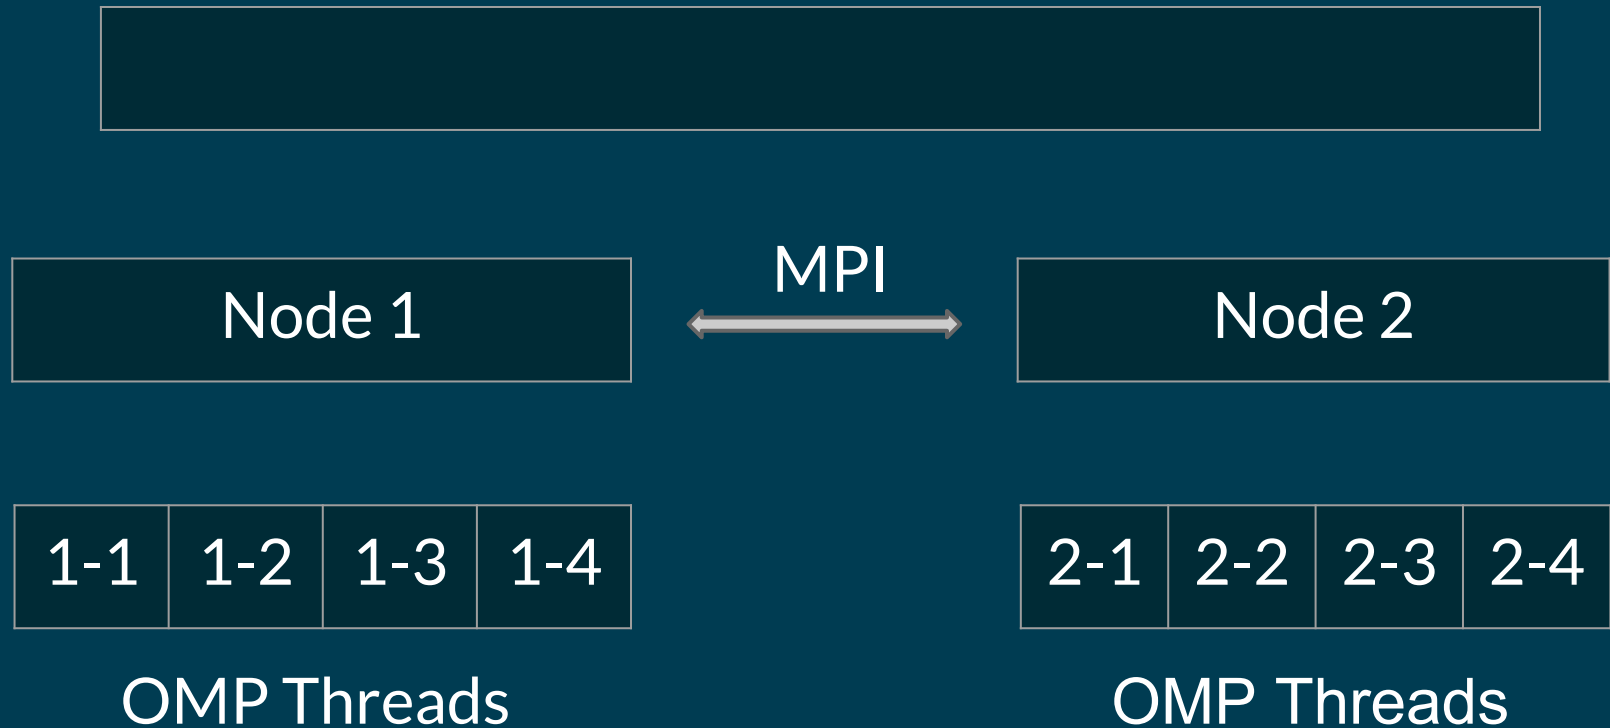 MPI
Node 1
Node 2
1-1 1-2 1-3 1-4
2-1 2-2 2-3 2-4
OMP Threads
OMP Threads